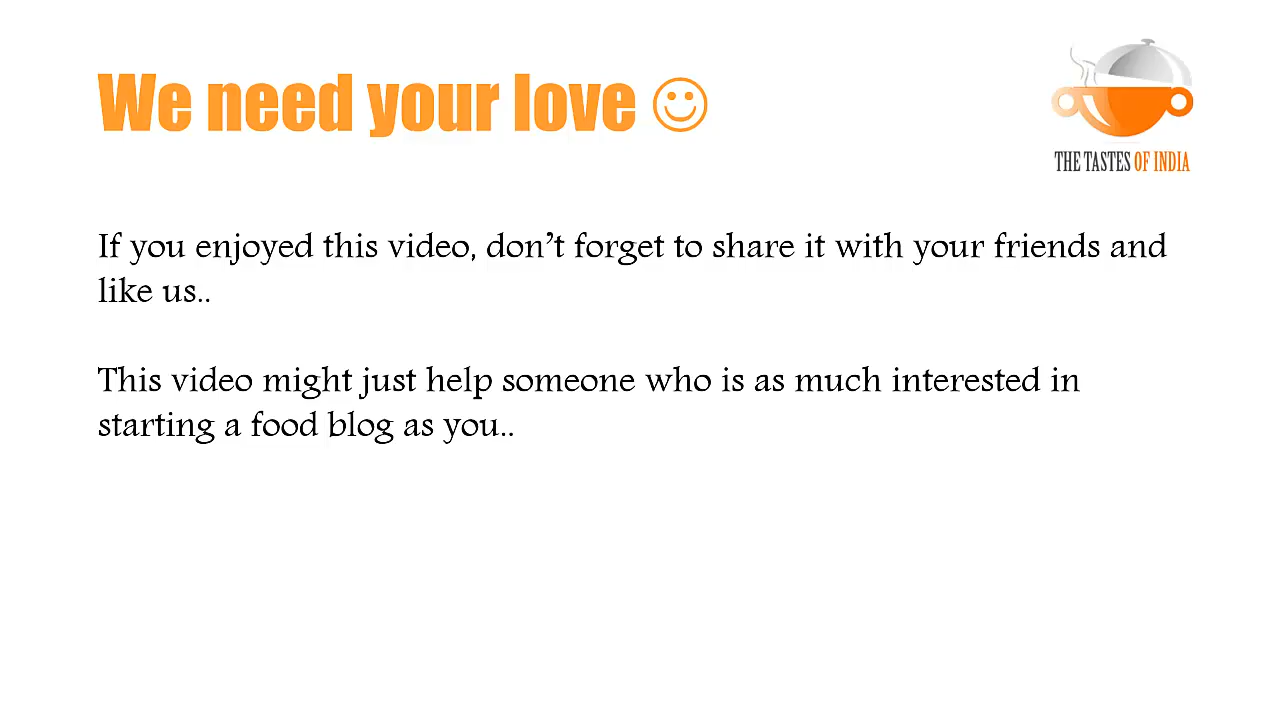 We need your love ☺
THE TASTES OF INDIA
If you enjoyed this video, don’t forget to share it with your friends and
like us..
This video might just help someone who is as much interested in
starting a food blog as you..